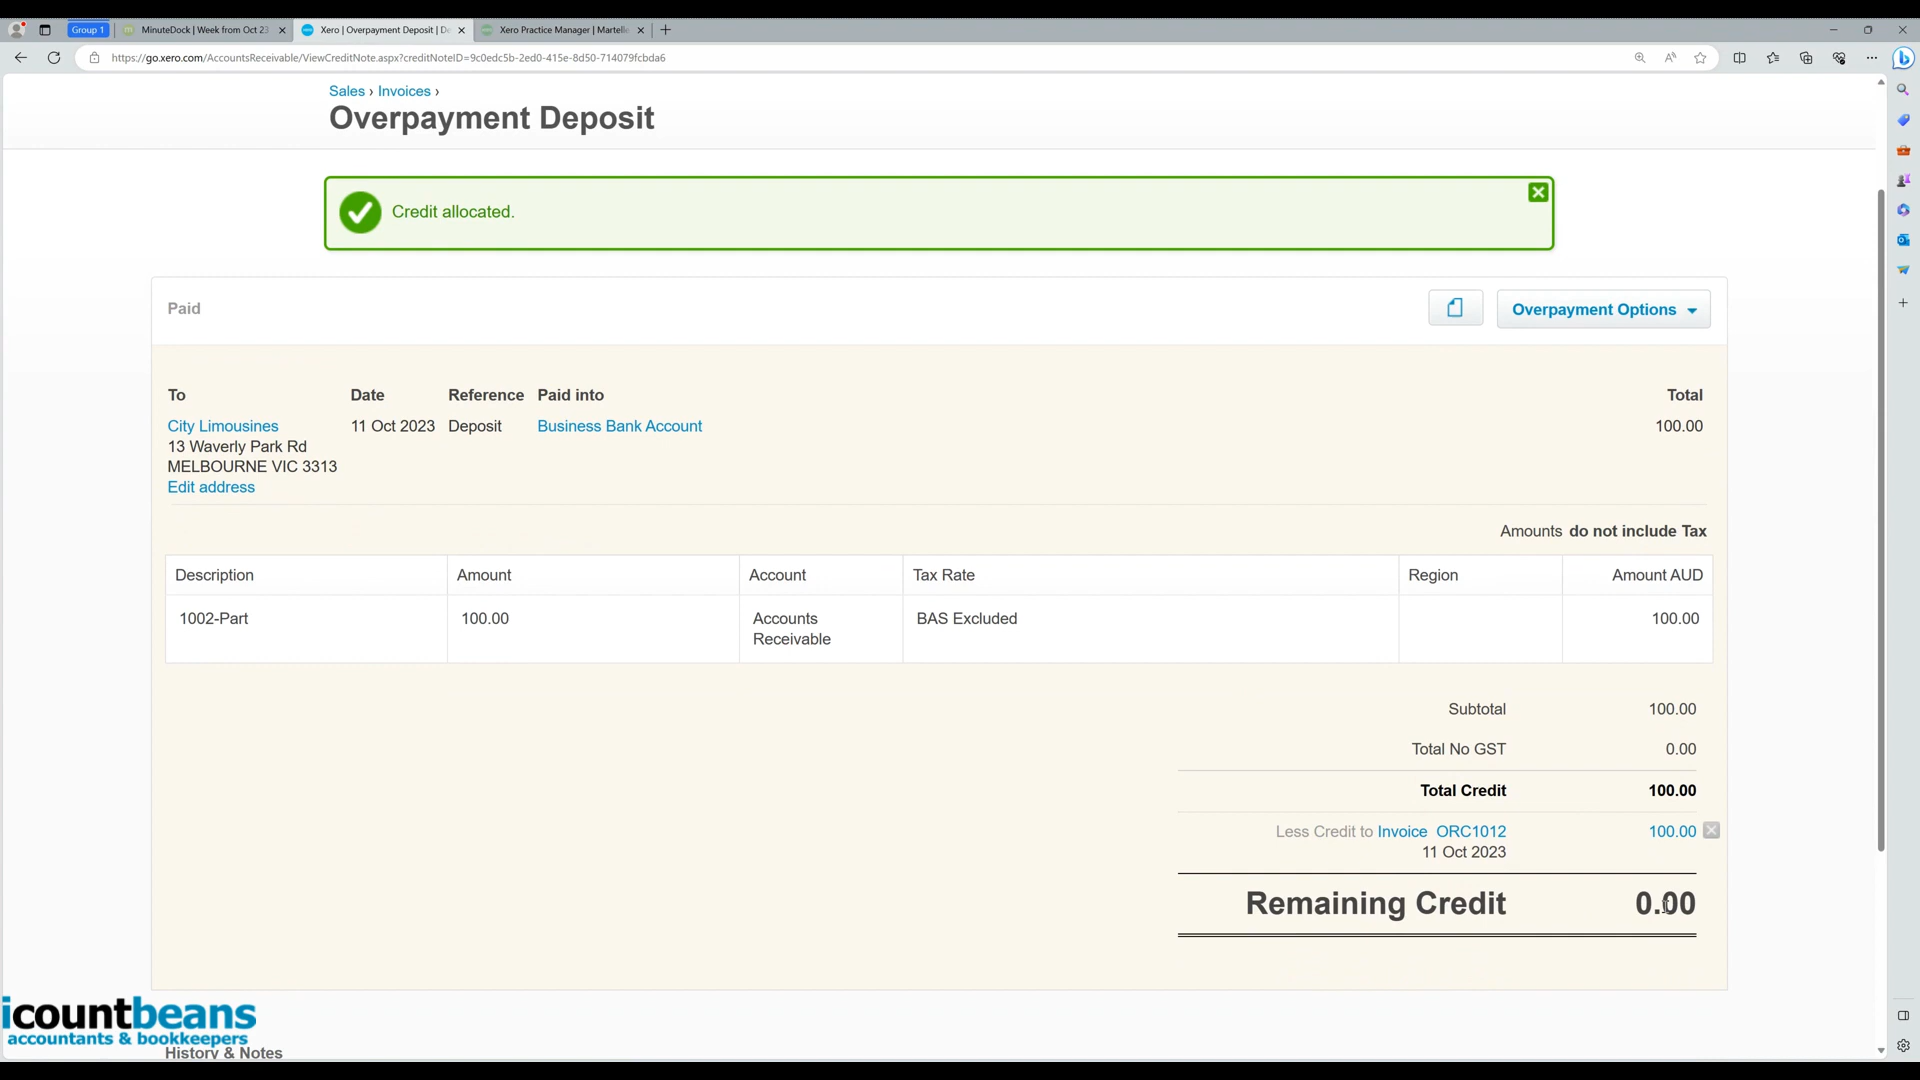 Group 1
MinuteDock | Week from Oct 23
Xero | Overpayment Deposit | De
Xero Practice Manager | Martelle
https://go.xero.com/AccountsReceivable/ViewCreditNote.aspx?creditNoteID=9c0edc5b-2ed0-415e-8d50-714079fcbda6
Sales › Invoices ›
Overpayment Deposit
Credit allocated.
Paid
Overpayment Options
To Date Reference Paid into Total
City Limousines 11 Oct 2023 Deposit Business Bank Account 100.00
13 Waverly Park Rd
MELBOURNE VIC 3313
Edit address
Amounts do not include Tax
Description Amount Account Tax Rate Region Amount AUD
1002-Part 100.00 Accounts Receivable BAS Excluded 100.00
Subtotal 100.00
Total No GST 0.00
Total Credit 100.00
Less Credit to Invoice ORC1012 100.00
11 Oct 2023
Remaining Credit 0.00
icountbeans
accountants & bookkeepers
History & Notes